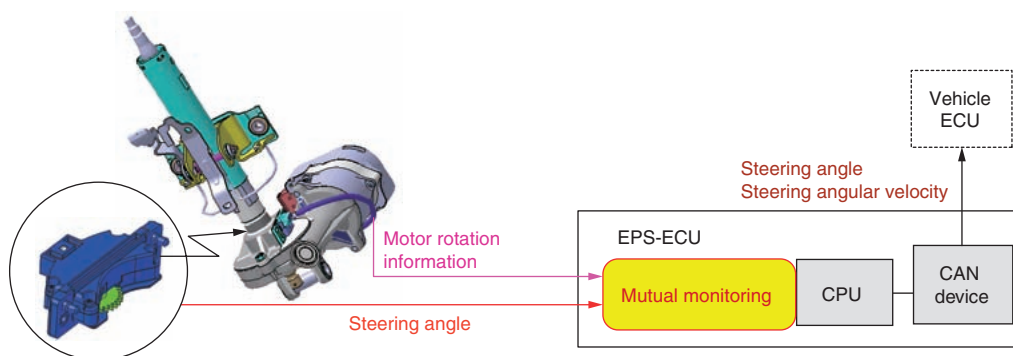 Vehicle
ECU
Steering angle
Steering angular velocity
EPS-ECU
Motor rotation
information
Mutual monitoring
CPU
CAN
device
Steering angle